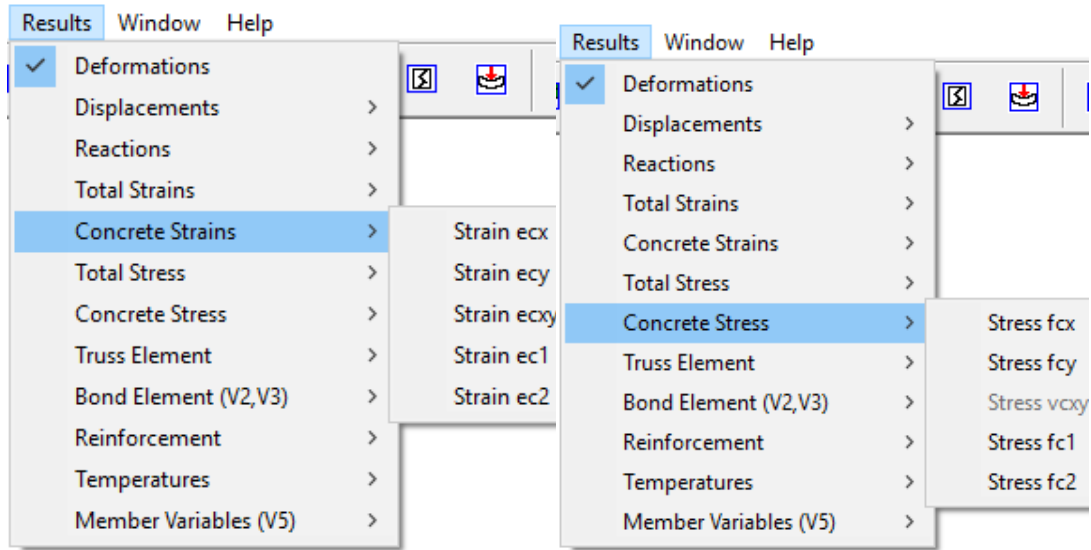 Results Window Help
Deformations
Displacements
Reactions
Total Strains
Concrete Strains
Total Stress
Concrete Stress
Truss Element
Bond Element (V2,V3)
Reinforcement
Temperatures
Member Variables (V5)
Strain ecx
Strain ecy
Strain ecxy
Strain ec1
Strain ec2
Results Window Help
Deformations
Displacements
Reactions
Total Strains
Concrete Strains
Total Stress
Concrete Stress
Truss Element
Bond Element (V2,V3)
Reinforcement
Temperatures
Member Variables (V5)
Stress fcx
Stress fcy
Stress vcxy
Stress fc1
Stress fc2